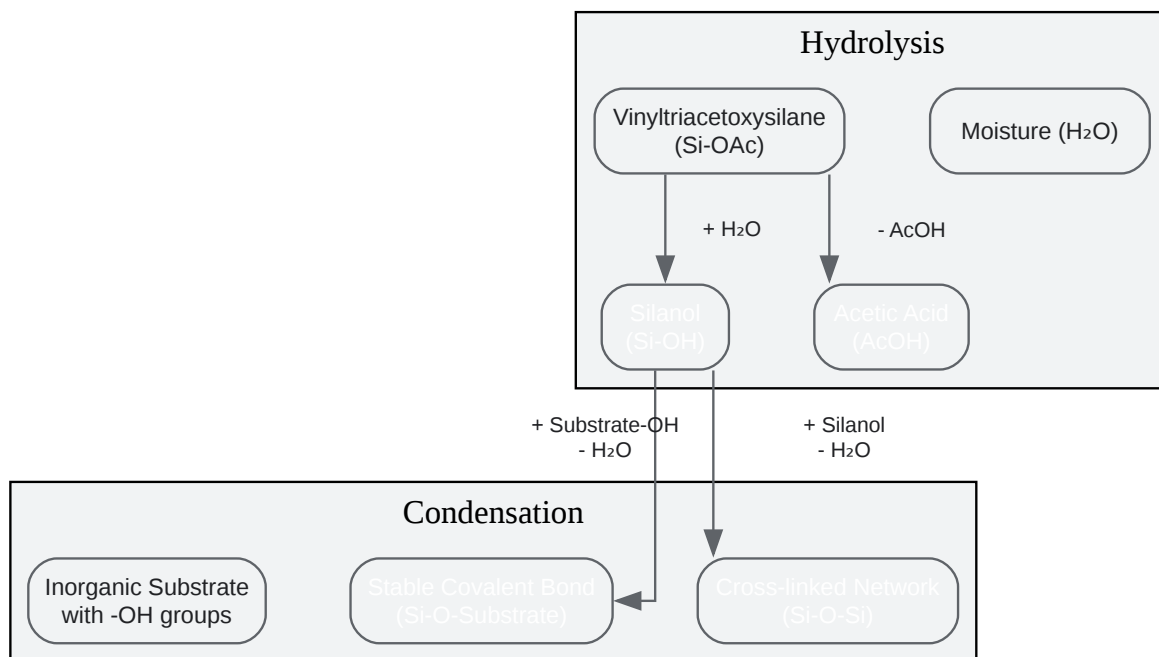 Hydrolysis
Vinyltriacetoxysilane
(Si-OAc)
Moisture (H₂O)
+ H₂O
- AcOH
Silanol
(Si-OH)
Acetic Acid
(AcOH)
+ Substrate-OH
- H₂O
+ Silanol
- H₂O
Condensation
Inorganic Substrate
with -OH groups
Stable Covalent Bond
(Si-O-Substrate)
Cross-linked Network
(Si-O-Si)